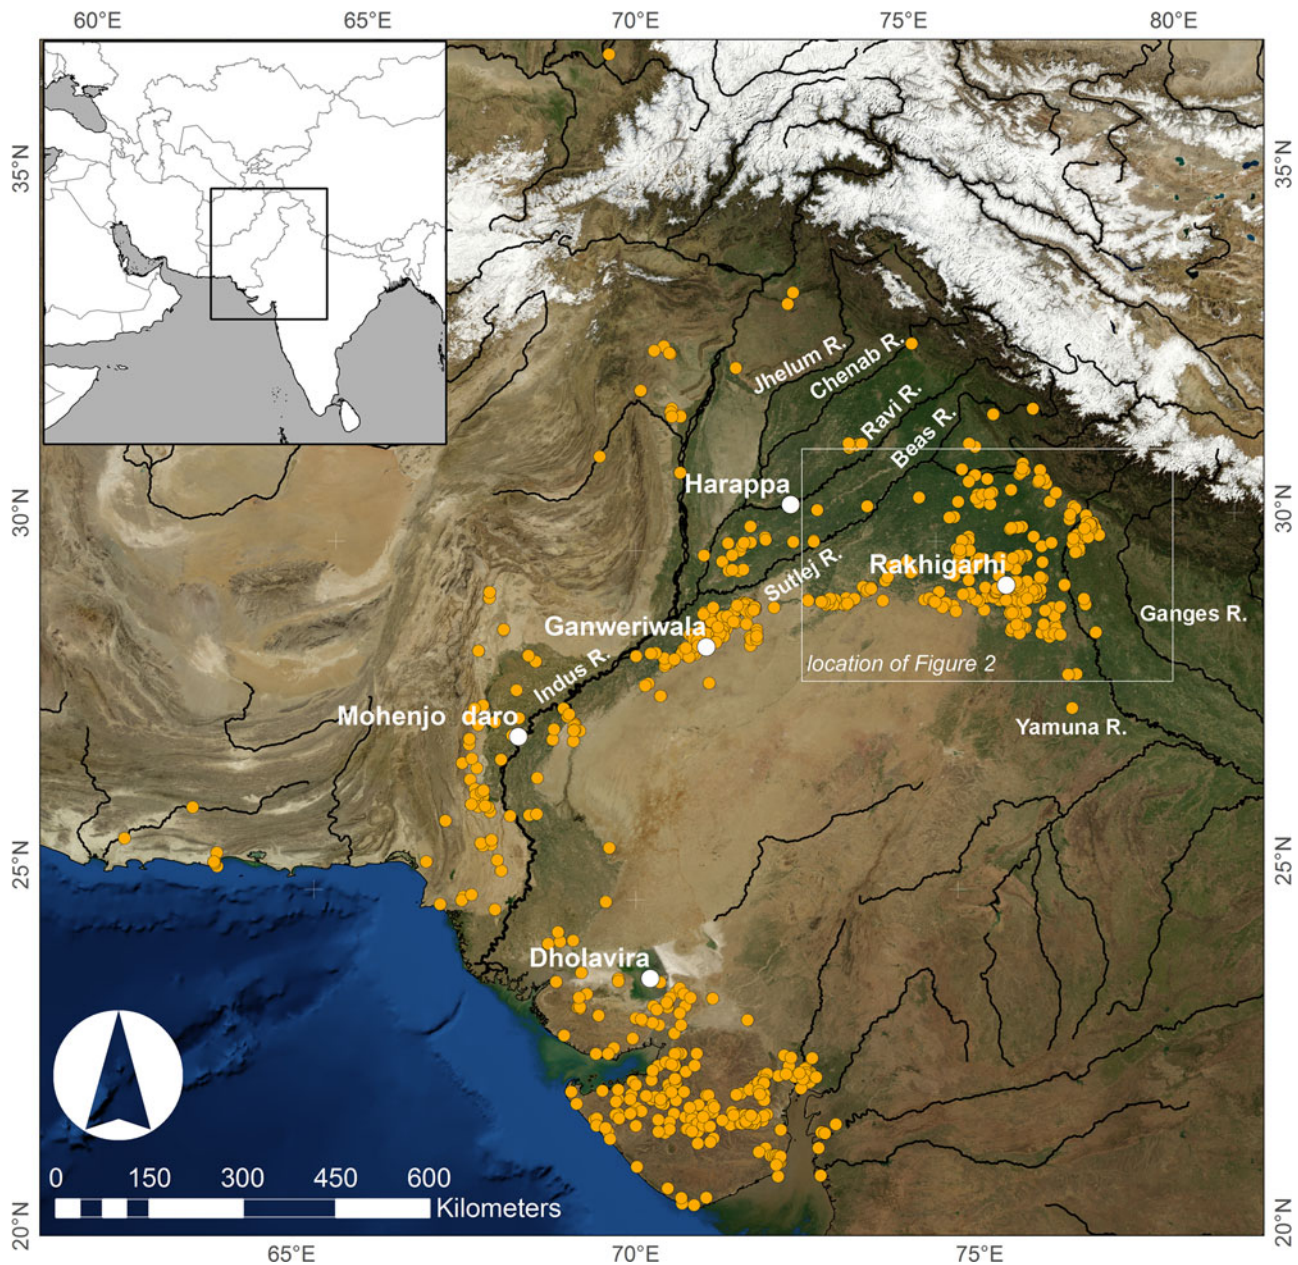 60°E 65°E 70°E 75°E 80°E
35°N
35°N
Jhelum R.
Chenab R.
Ravi R.
Beas R.
Harappa
30°N
30°N
Sutlej R.
Rakhigarhi
Ganweriwala
Ganges R.
location of Figure 2
Indus R.
Mohenjo daro
Yamuna R.
25°N
25°N
Dholavira
0 150 300 450 600
Kilometers
20°N
20°N
65°E 70°E 75°E